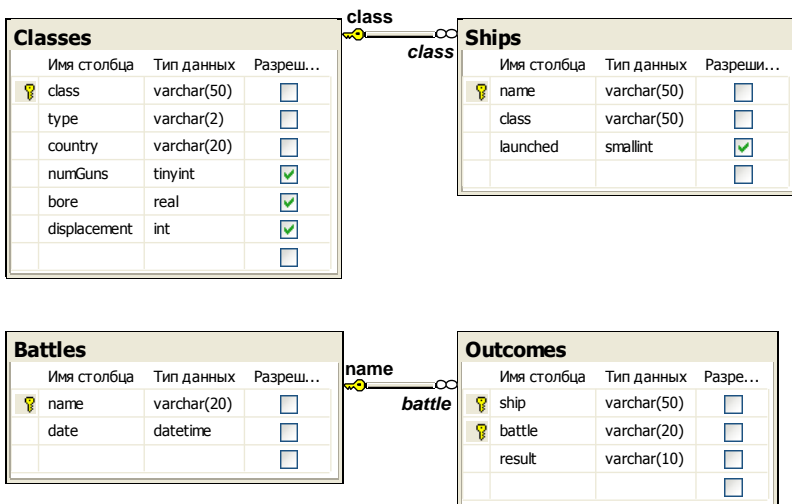 class
Classes
Имя столбца Тип данных Разреш...
class varchar(50)
type varchar(2)
country varchar(20)
numGuns tinyint
bore real
displacement int
class
Ships
Имя столбца Тип данных Разреши...
name varchar(50)
class varchar(50)
launched smallint
Battles
Имя столбца Тип данных Разреш...
name varchar(20)
date datetime
name
battle
Outcomes
Имя столбца Тип данных Разре...
ship varchar(50)
battle varchar(20)
result varchar(10)